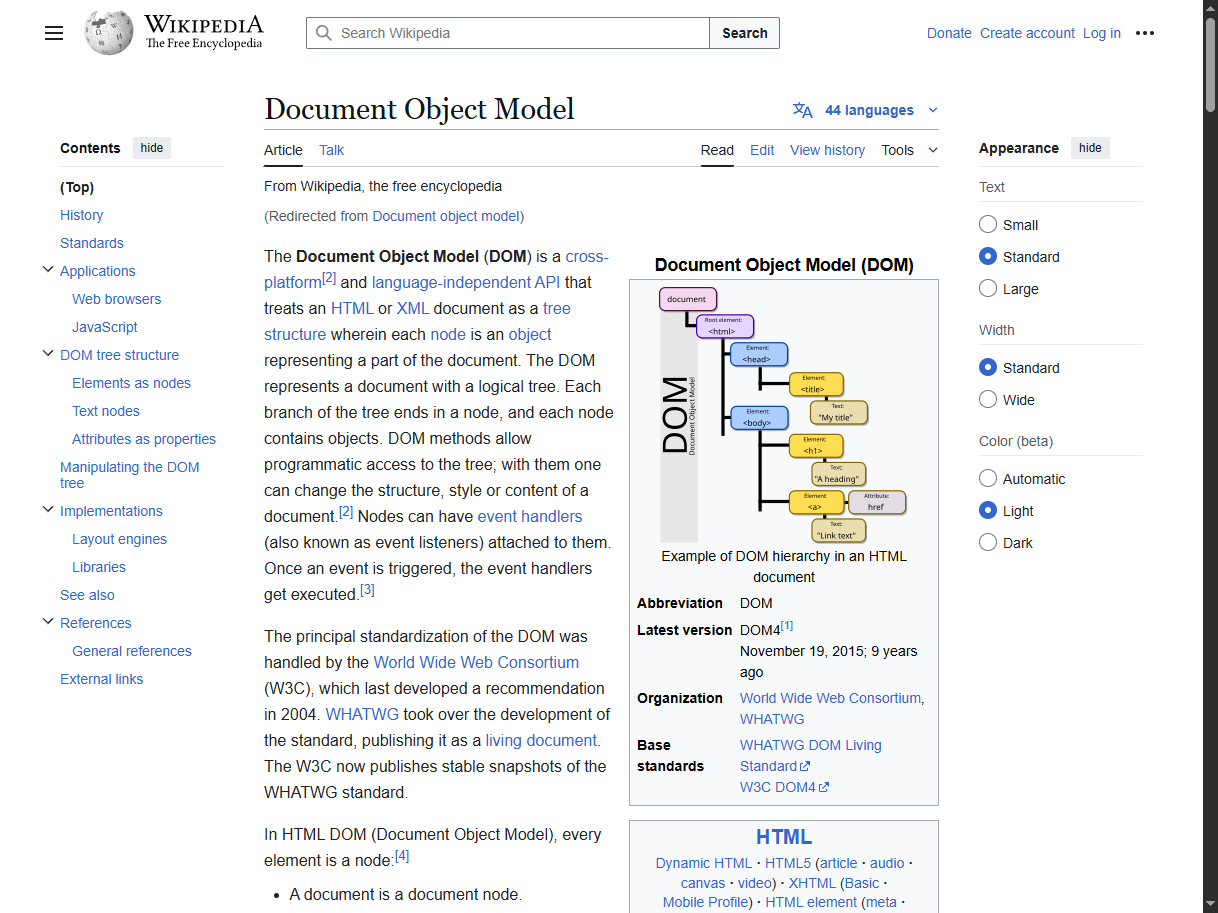 WIKIPEDIA
The Free Encyclopedia
Search Wikipedia
Search
Donate Create account Log in
Contents hide
(Top)
History
Standards
Applications
Web browsers
JavaScript
DOM tree structure
Elements as nodes
Text nodes
Attributes as properties
Manipulating the DOM
tree
Implementations
Layout engines
Libraries
See also
References
General references
External links
Document Object Model
44 languages
Article Talk
Read Edit View history Tools
From Wikipedia, the free encyclopedia
(Redirected from Document object model)
The Document Object Model (DOM) is a cross-
platform[2] and language-independent API that
treats an HTML or XML document as a tree
structure wherein each node is an object
representing a part of the document. The DOM
represents a document with a logical tree. Each
branch of the tree ends in a node, and each node
contains objects. DOM methods allow
programmatic access to the tree; with them one
can change the structure, style or content of a
document.[2] Nodes can have event handlers
(also known as event listeners) attached to them.
Once an event is triggered, the event handlers
get executed.[3]
The principal standardization of the DOM was
handled by the World Wide Web Consortium
(W3C), which last developed a recommendation
in 2004. WHATWG took over the development of
the standard, publishing it as a living document.
The W3C now publishes stable snapshots of the
WHATWG standard.
In HTML DOM (Document Object Model), every
element is a node:[4]
• A document is a document node.
Document Object Model (DOM)
DOM
Document Object Model
document
Root element:
<html>
Element:
<head>
Element:
<title>
Text:
"My title"
Element:
<body>
Element:
<h1>
Text:
"A heading"
Element:
<a>
Attribute:
href
Text:
"Link text"
Example of DOM hierarchy in an HTML
document
Abbreviation DOM
Latest version DOM4[1]
November 19, 2015; 9 years
ago
Organization World Wide Web Consortium,
WHATWG
Base
standards
WHATWG DOM Living
Standard
W3C DOM4
HTML
Dynamic HTML · HTML5 (article · audio ·
canvas · video) · XHTML (Basic ·
Mobile Profile) · HTML element (meta ·
Appearance hide
Text
Small
Standard
Large
Width
Standard
Wide
Color (beta)
Automatic
Light
Dark